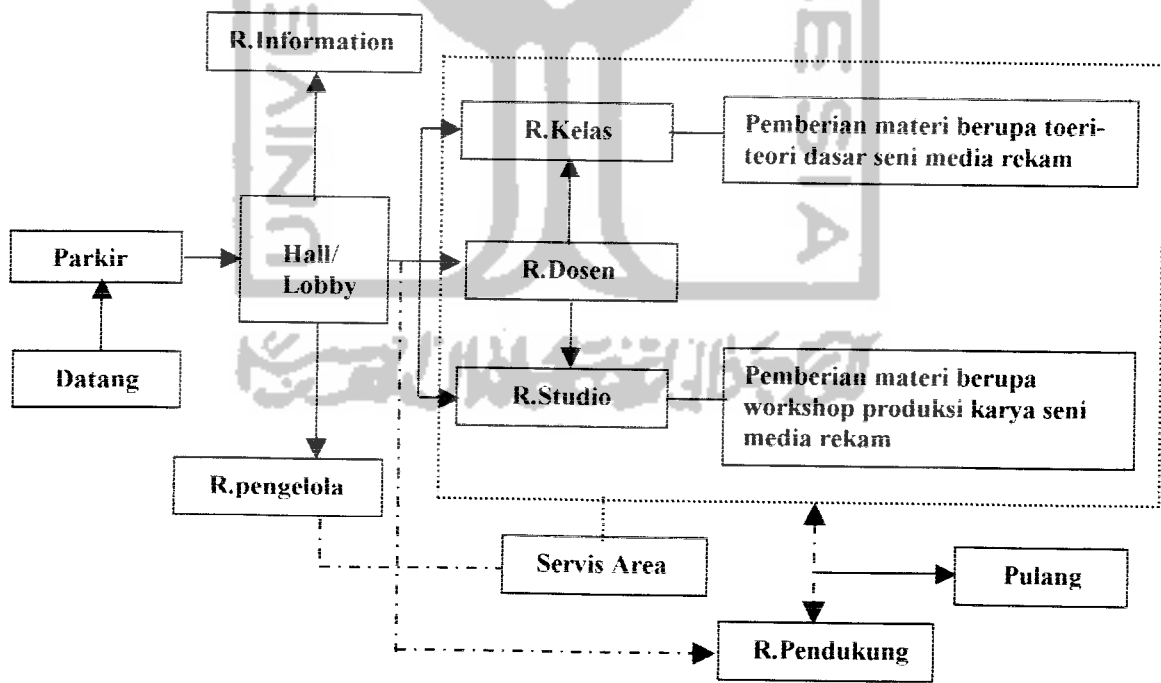 R.Information
R.Kelas
Pemberian materi berupa toeri-
teori dasar seni media rekam
Parkir
Hall/
Lobby
R.Dosen
Datang
R.Studio
Pemberian materi berupa
workshop produksi karya seni
media rekam
R.pengelola
Servis Area
Pulang
R.Pendukung